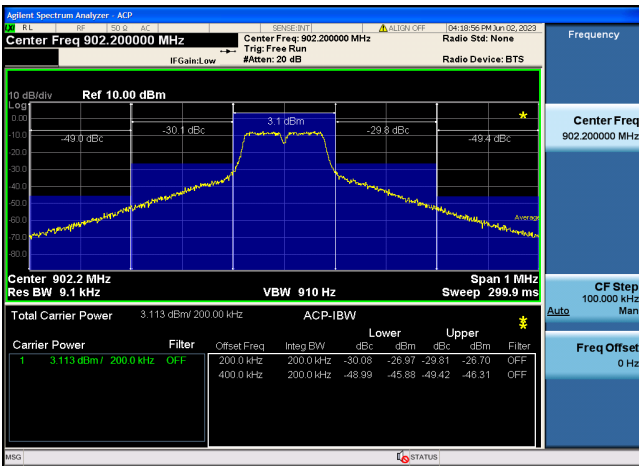 Agilent Spectrum Analyzer - ACP
RL RF 50 Ω AC SENSE:INT ALIGN OFF 04:18:56 PM Jun 02, 2023
Center Freq 902.200000 MHz Center Freq: 902.200000 MHz Radio Std: None
Trig: Free Run
IFGain:Low #Atten: 20 dB Radio Device: BTS
Frequency
10 dB/div Ref 10.00 dBm
Log
0.00
-10.0
-20.0
-30.0
-40.0
-50.0
-60.0
-70.0
-80.0
-49.0 dBc -30.1 dBc 3.1 dBm -29.8 dBc -49.4 dBc
Average
Center 902.2 MHz Span 1 MHz
Res BW 9.1 kHz VBW 910 Hz Sweep 299.9 ms
Total Carrier Power 3.113 dBm/ 200.00 kHz ACP-IBW
Lower Upper
Carrier Power Filter Offset Freq Integ BW dBc dBm dBc dBm Filter
1 3.113 dBm / 200.0 kHz OFF 200.0 kHz 200.0 kHz -30.08 -26.97 -29.81 -26.70 OFF
400.0 kHz 200.0 kHz -48.99 -45.88 -49.42 -46.31 OFF
Center Freq
902.200000 MHz
CF Step
100.000 kHz
Auto Man
Freq Offset
0 Hz
MSG STATUS